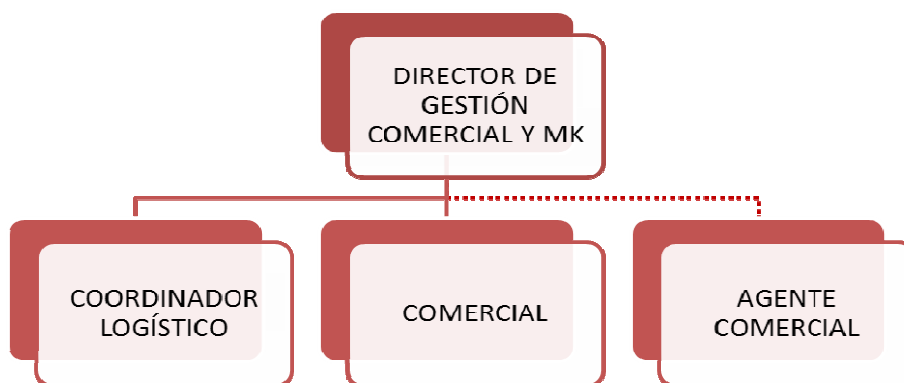 DIRECTOR DE
GESTIÓN
COMERCIAL Y MK
COORDINADOR
LOGÍSTICO
COMERCIAL
AGENTE
COMERCIAL